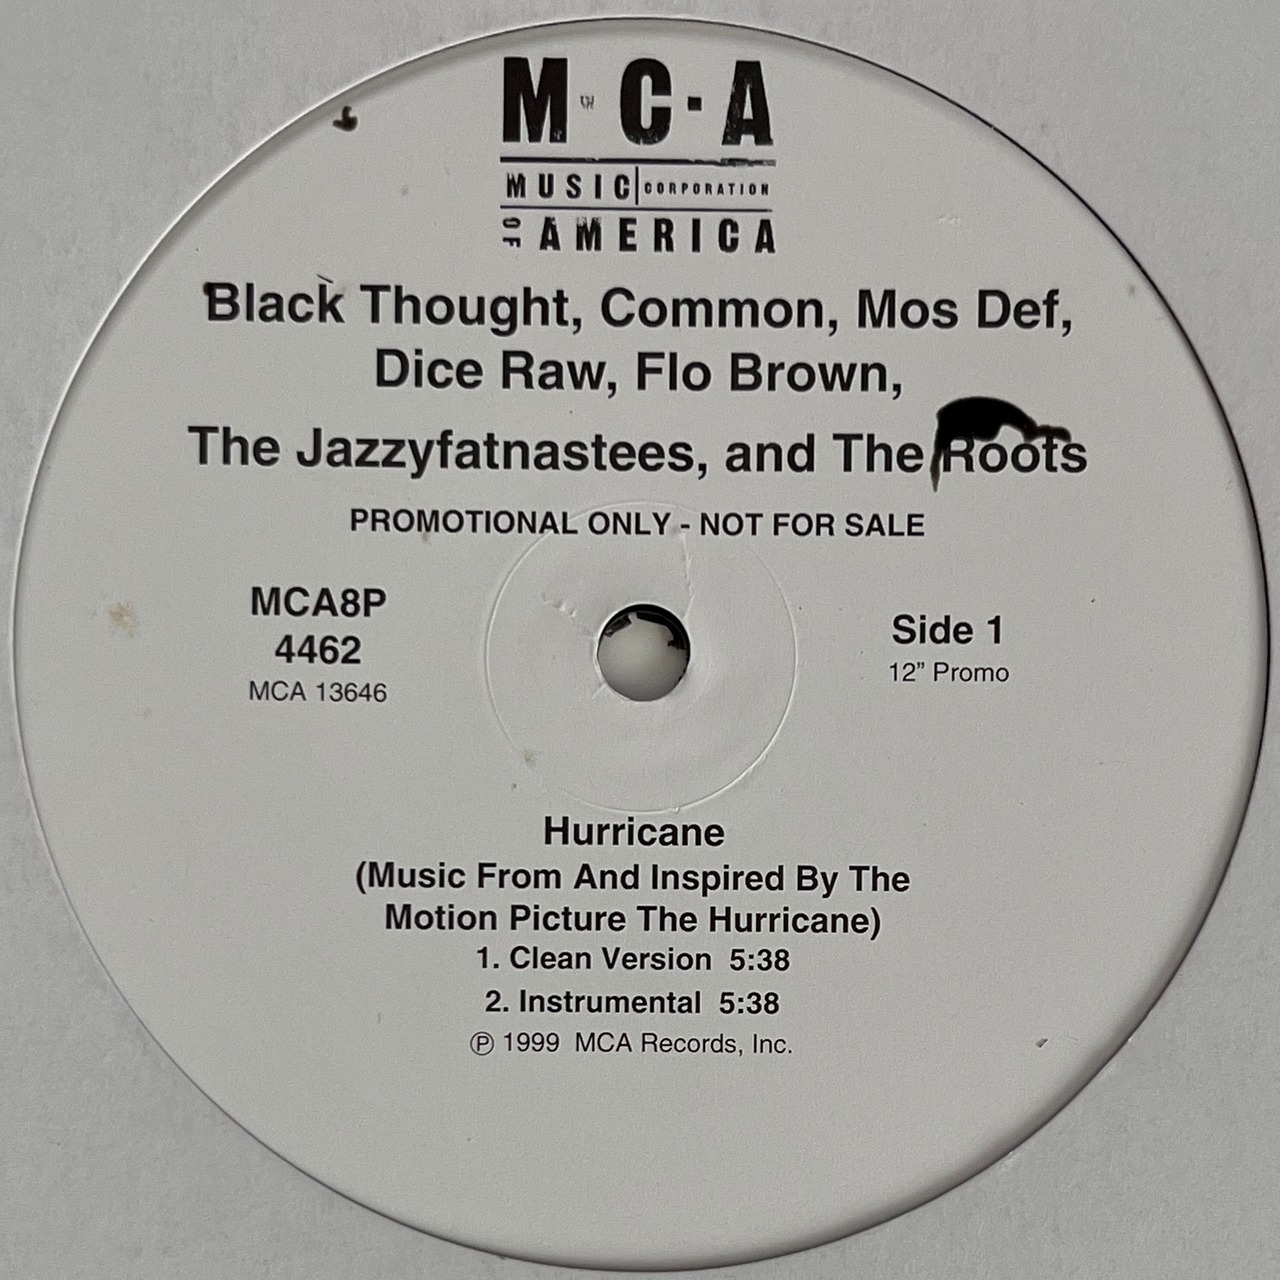 M·C·A
MUSIC CORPORATION
OF AMERICA
Black Thought, Common, Mos Def,
Dice Raw, Flo Brown,
The Jazzyfatnastees, and The Roots
PROMOTIONAL ONLY - NOT FOR SALE
MCA8P
4462
MCA 13646
Side 1
12” Promo
Hurricane
(Music From And Inspired By The
Motion Picture The Hurricane)
1. Clean Version 5:38
2. Instrumental 5:38
℗ 1999 MCA Records, Inc.